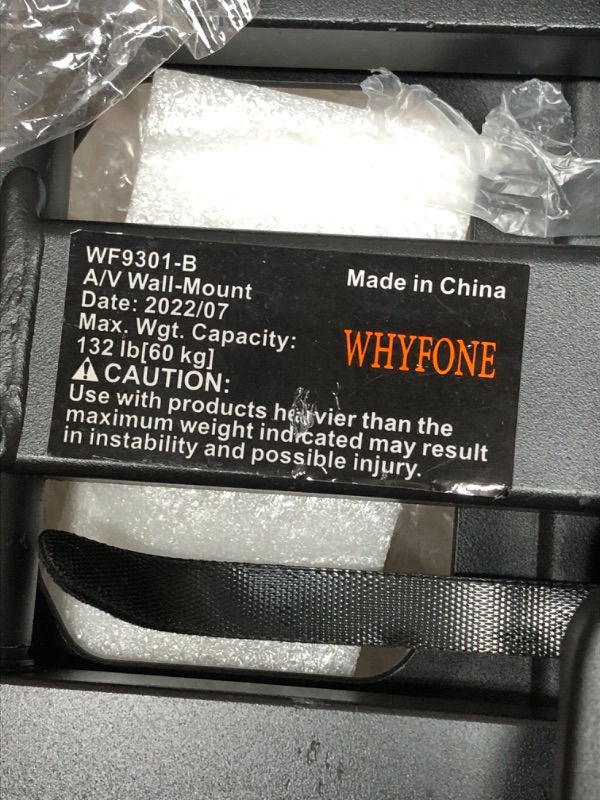 WF9301-B
A/V Wall-Mount
Date: 2022/07
Max. Wgt. Capacity:
132 lb[60 kg]
Made in China
WHYFONE
CAUTION:
Use with products heavier than the
maximum weight indicated may result
in instability and possible injury.